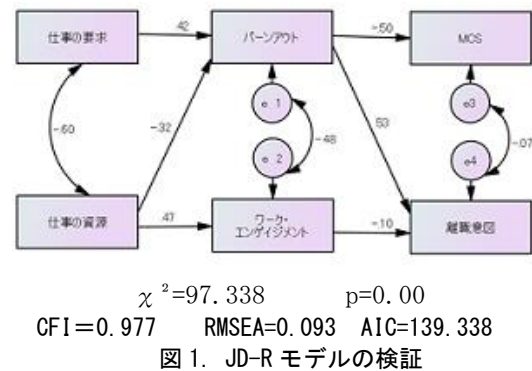 仕事の要求
.42
バーンアウト
-.50
MCS
e 1
e3
-.60
-.32
-.48
.53
-.07
e 2
e4
仕事の資源
.47
ワーク・
エンゲイジメント
-.10
離職意図
χ²=97.338 p=0.00
CFI=0.977 RMSEA=0.093 AIC=139.338
図 1. JD-R モデルの検証